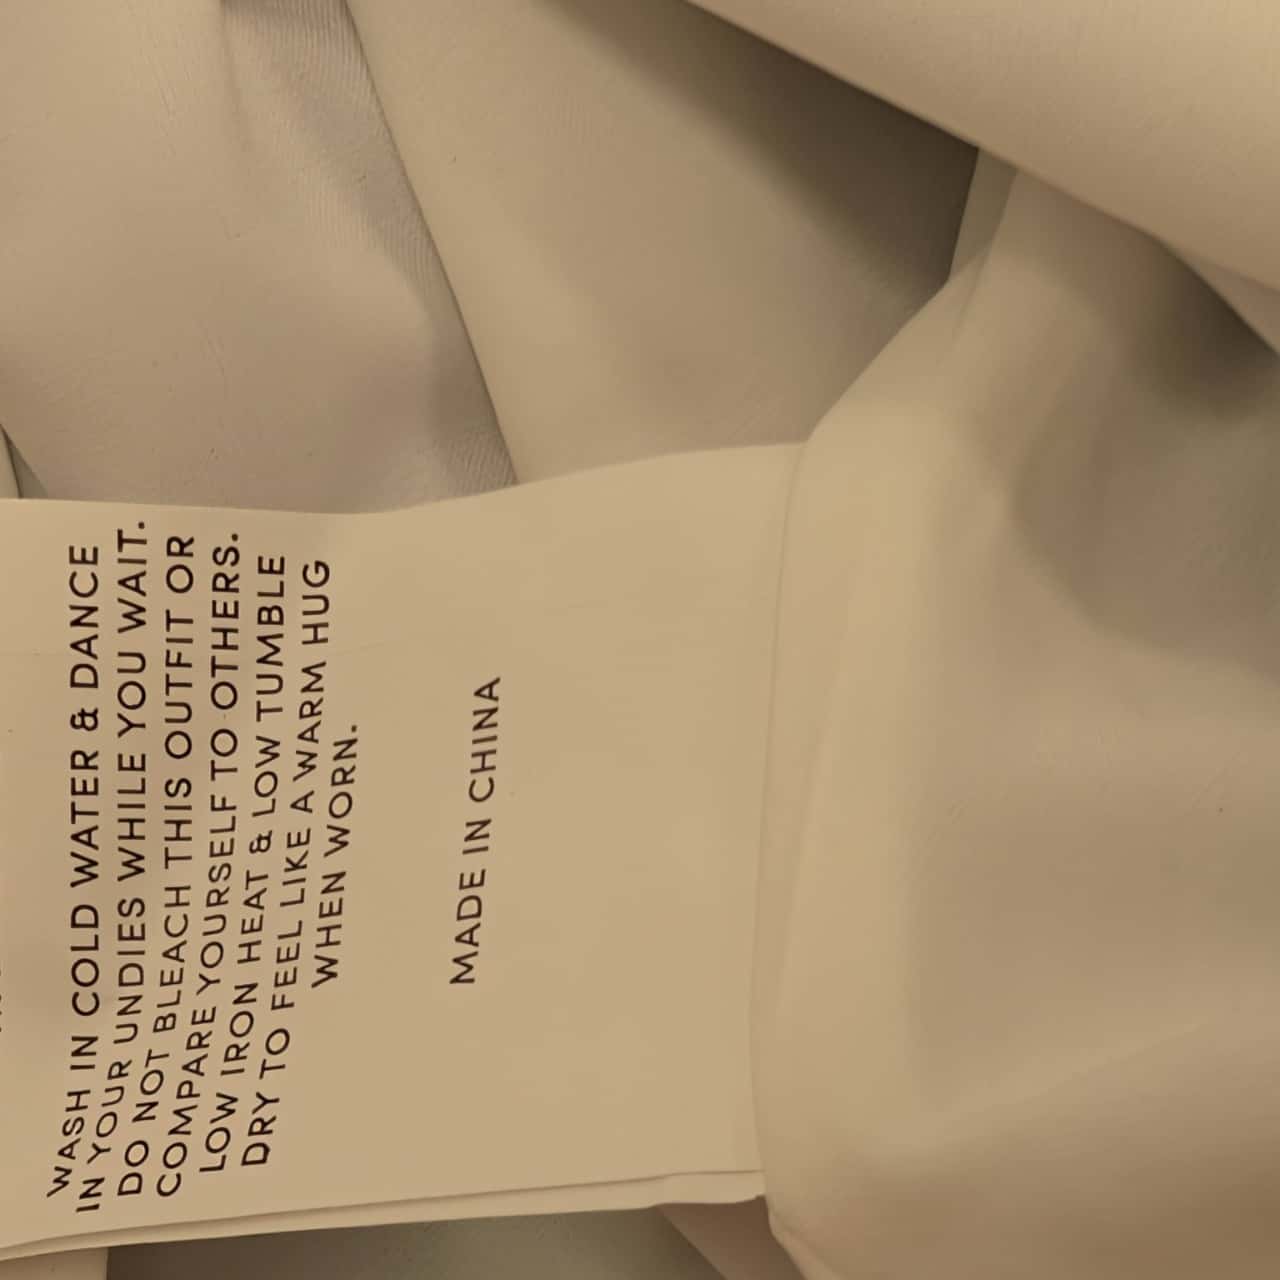 WASH IN COLD WATER & DANCE
IN YOUR UNDIES WHILE YOU WAIT.
DO NOT BLEACH THIS OUTFIT OR
COMPARE YOURSELF TO OTHERS.
LOW IRON HEAT & LOW TUMBLE
DRY TO FEEL LIKE A WARM HUG
WHEN WORN.
MADE IN CHINA